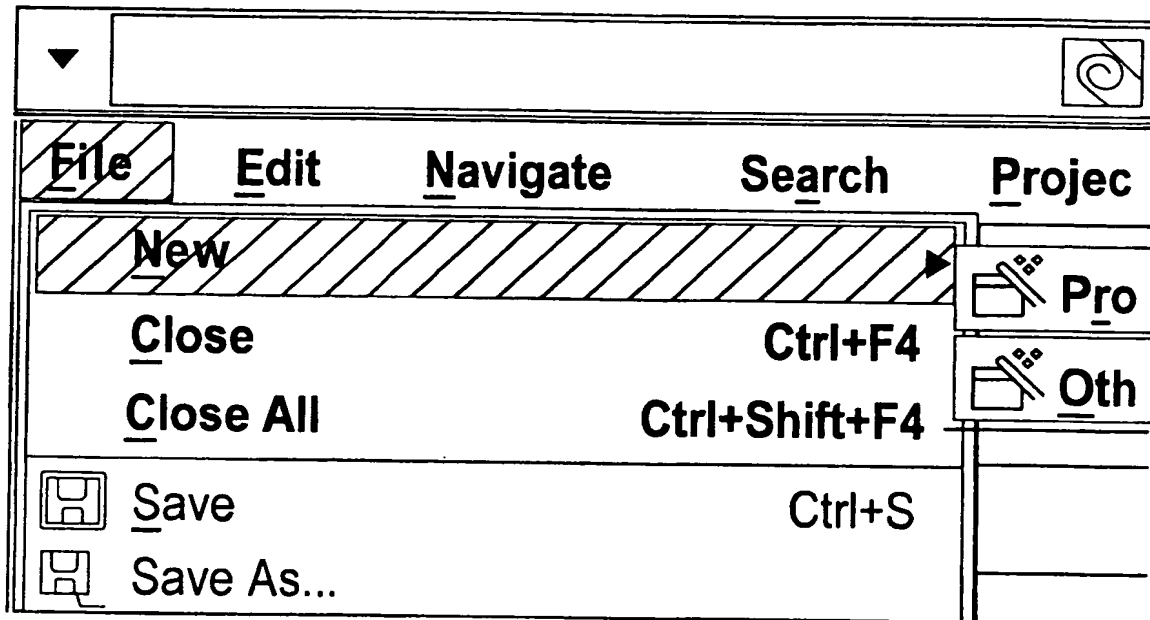 File Edit Navigate Search Projec
New Pro
Close Ctrl+F4
Oth
Close All Ctrl+Shift+F4
Save Ctrl+S
Save As...